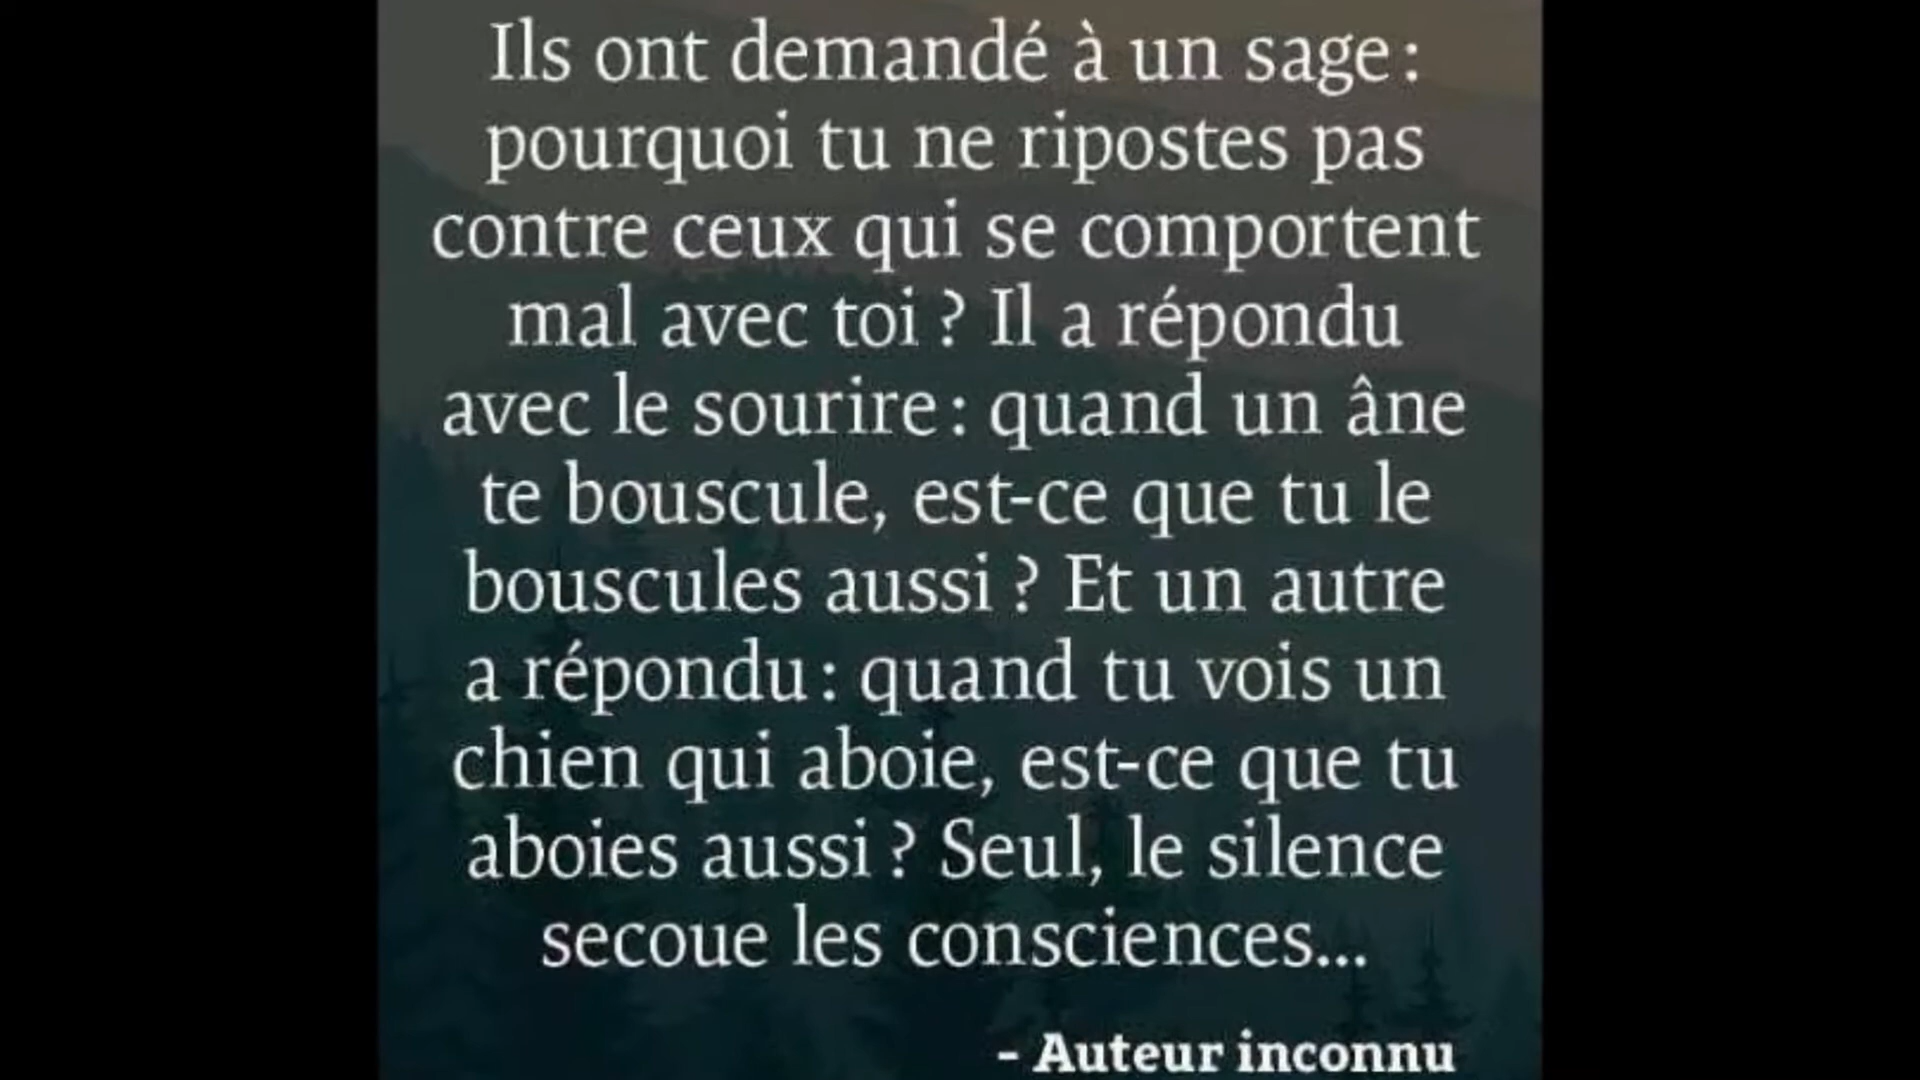 Ils ont demandé à un sage :
pourquoi tu ne ripostes pas
contre ceux qui se comportent
mal avec toi ? Il a répondu
avec le sourire : quand un âne
te bouscule, est-ce que tu le
bouscules aussi ? Et un autre
a répondu : quand tu vois un
chien qui aboie, est-ce que tu
aboies aussi ? Seul, le silence
secoue les consciences...
- Auteur inconnu